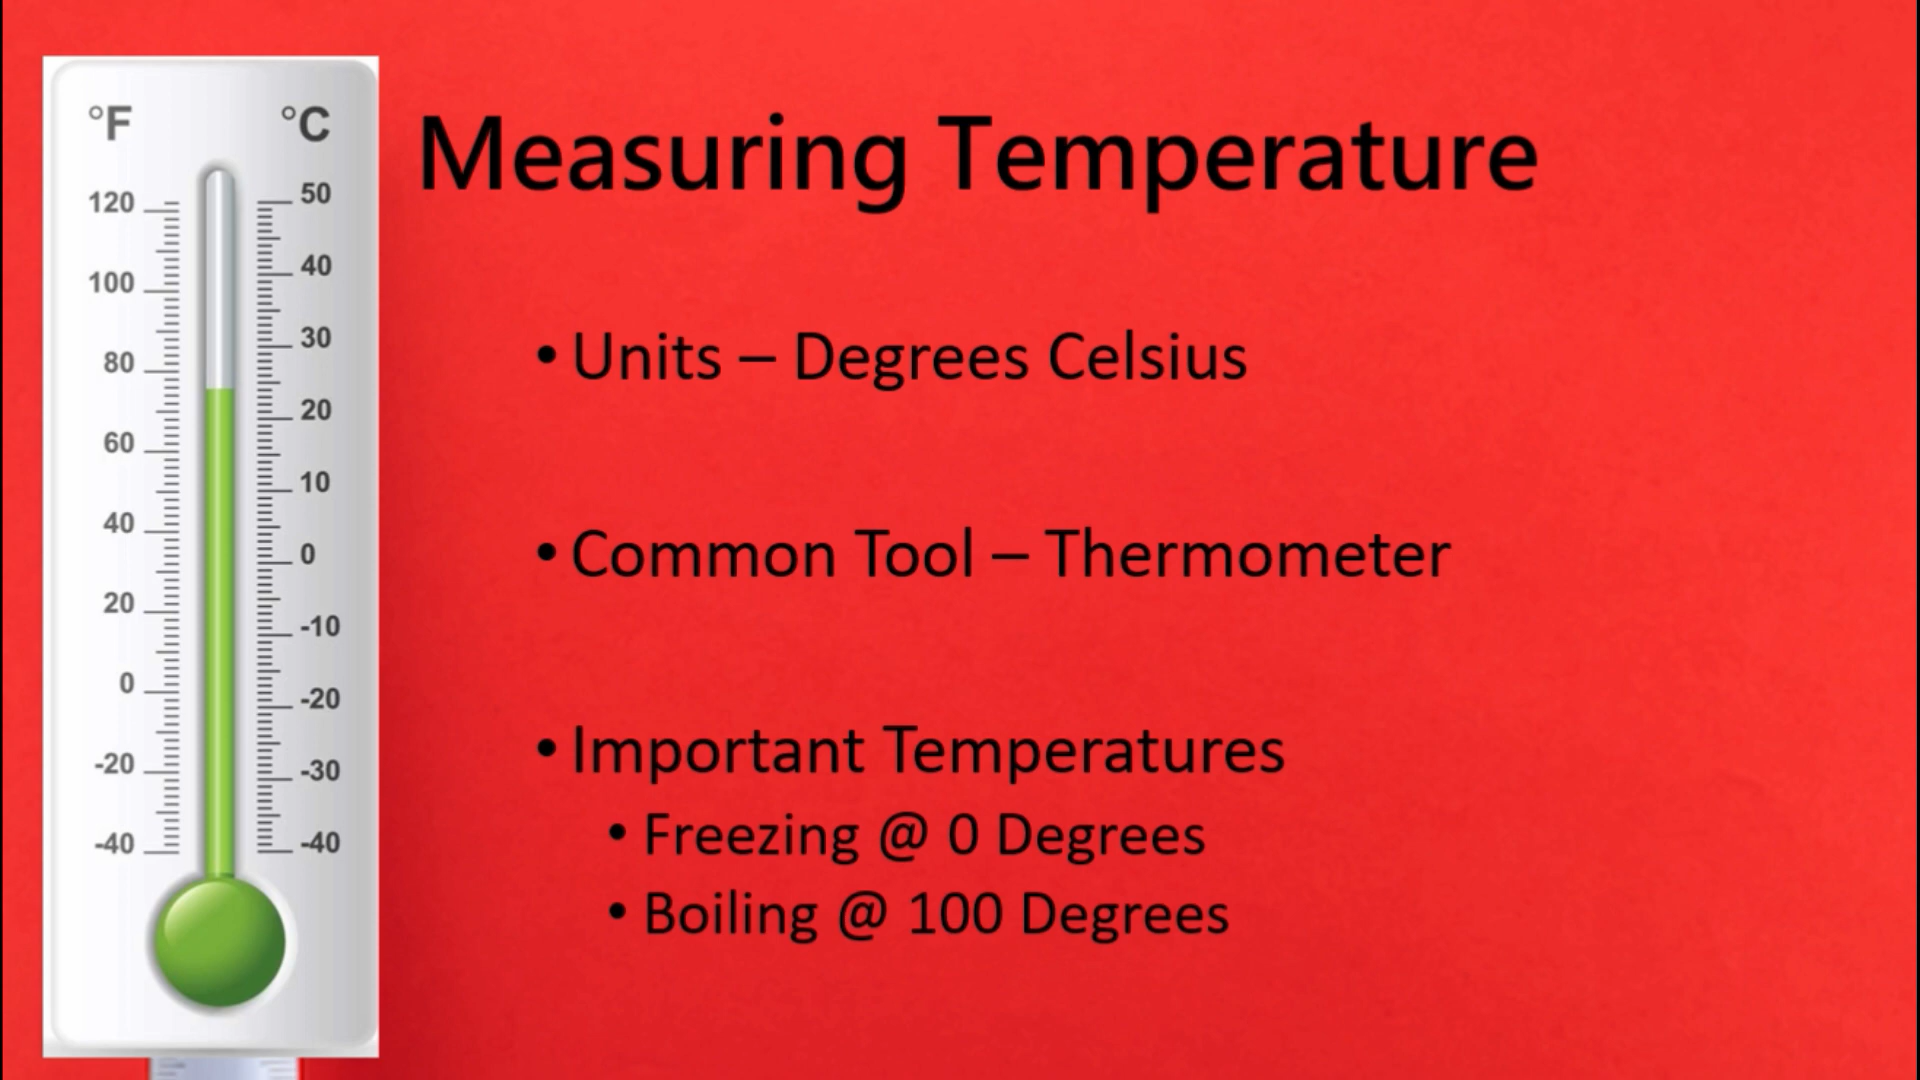 Measuring Temperature
• Units – Degrees Celsius
• Common Tool – Thermometer
• Important Temperatures
• Freezing @ 0 Degrees
• Boiling @ 100 Degrees
°F °C
120 50
100 40
80 30
60 20
40 10
20 0
0 -10
-20 -20
-40 -30
-40